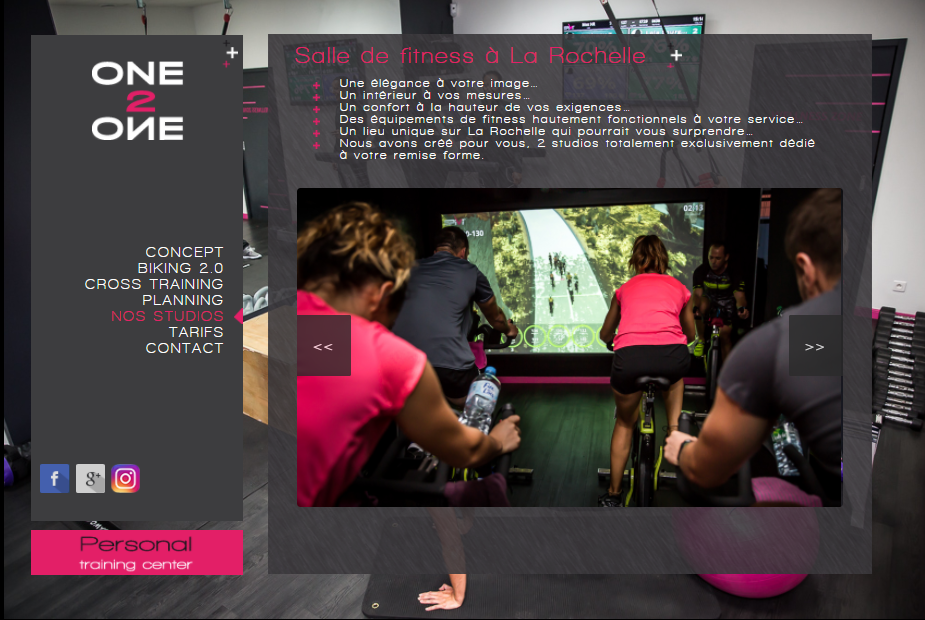 ONE
2
ONE
CONCEPT
BIKING 2.0
CROSS TRAINING
PLANNING
NOS STUDIOS
TARIFS
CONTACT
f
g+
Personal
training center
Salle de fitness à La Rochelle
Une élégance à votre image...
Un intérieur à vos mesures...
Un confort à la hauteur de vos exigences...
Des équipements de fitness hautement fonctionnels à votre service...
Un lieu unique sur La Rochelle qui pourrait vous surprendre...
Nous avons créé pour vous, 2 studios totalement exclusivement dédié
à votre remise forme.
02/13
<<
>>